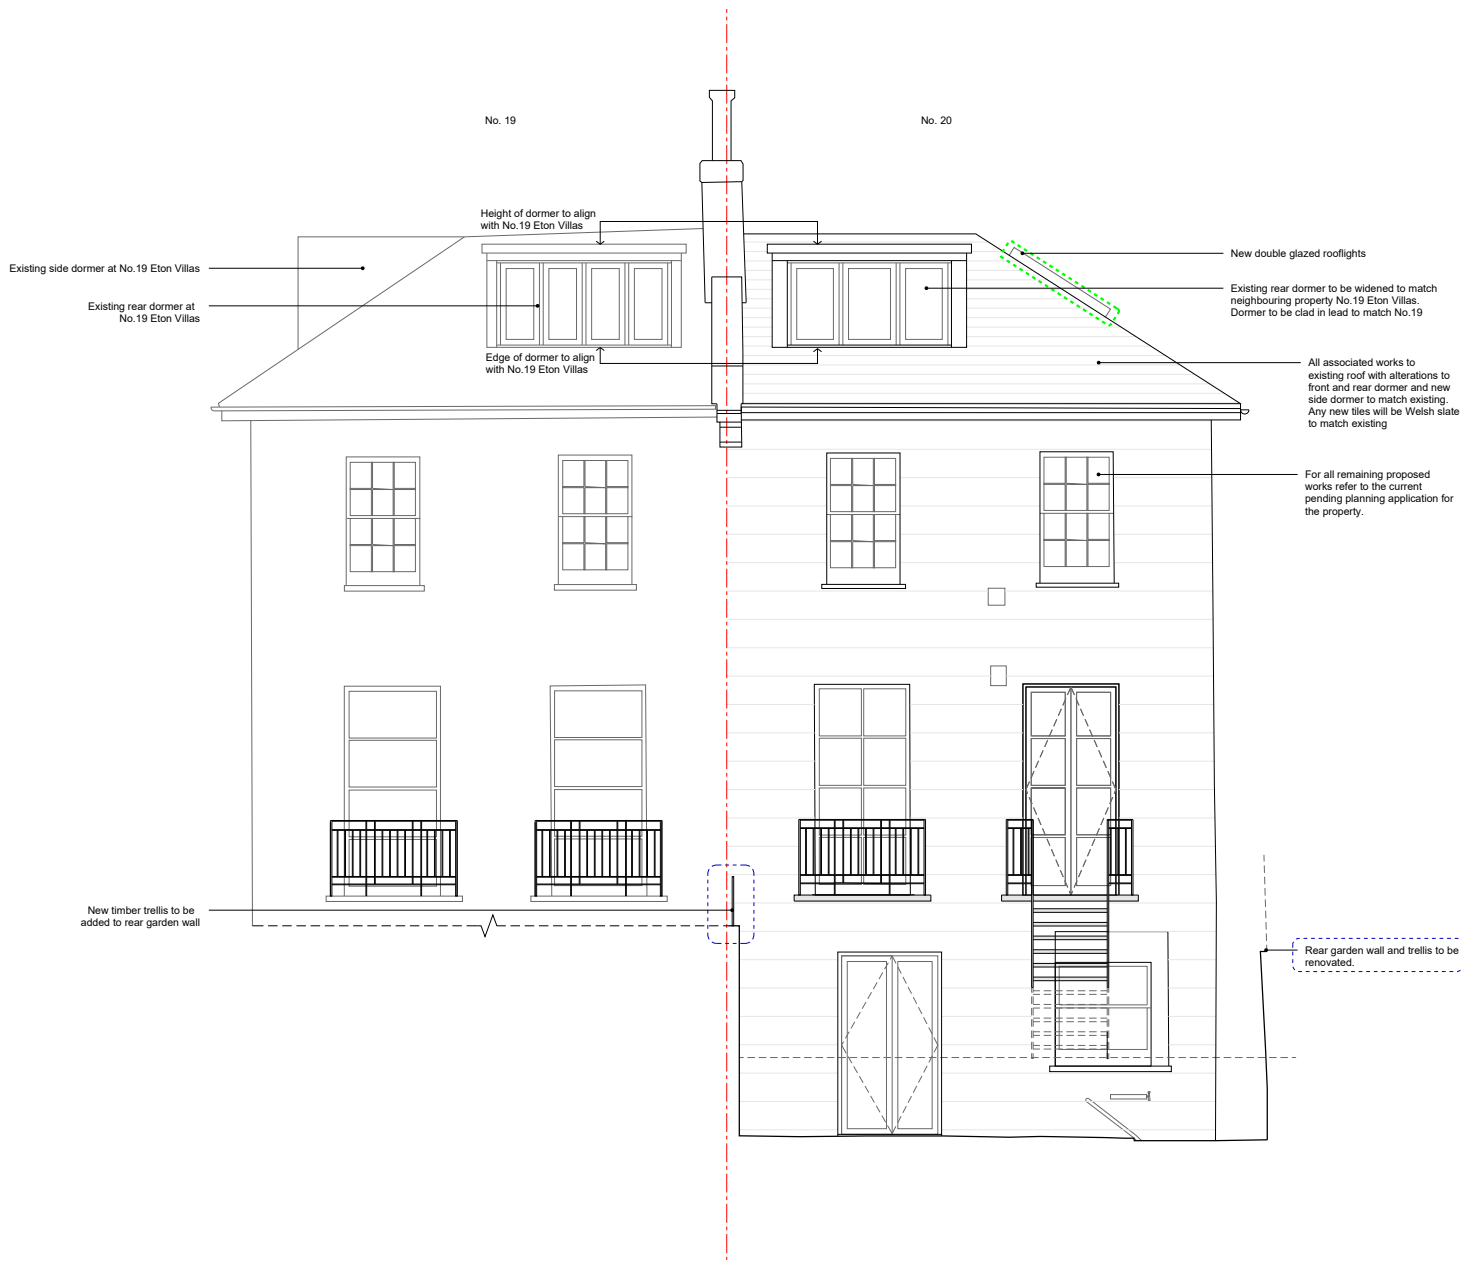 No. 19
No. 20
Height of dormer to align
with No.19 Eton Villas
Existing side dormer at No.19 Eton Villas
New double glazed rooflights
Existing rear dormer at
No.19 Eton Villas
Existing rear dormer to be widened to match
neighbouring property No.19 Eton Villas.
Dormer to be clad in lead to match No.19
Edge of dormer to align
with No.19 Eton Villas
All associated works to
existing roof with alterations to
front and rear dormer and new
side dormer to match existing.
Any new tiles will be Welsh slate
to match existing
For all remaining proposed
works refer to the current
pending planning application for
the property.
New timber trellis to be
added to rear garden wall
Rear garden wall and trellis to be
renovated.